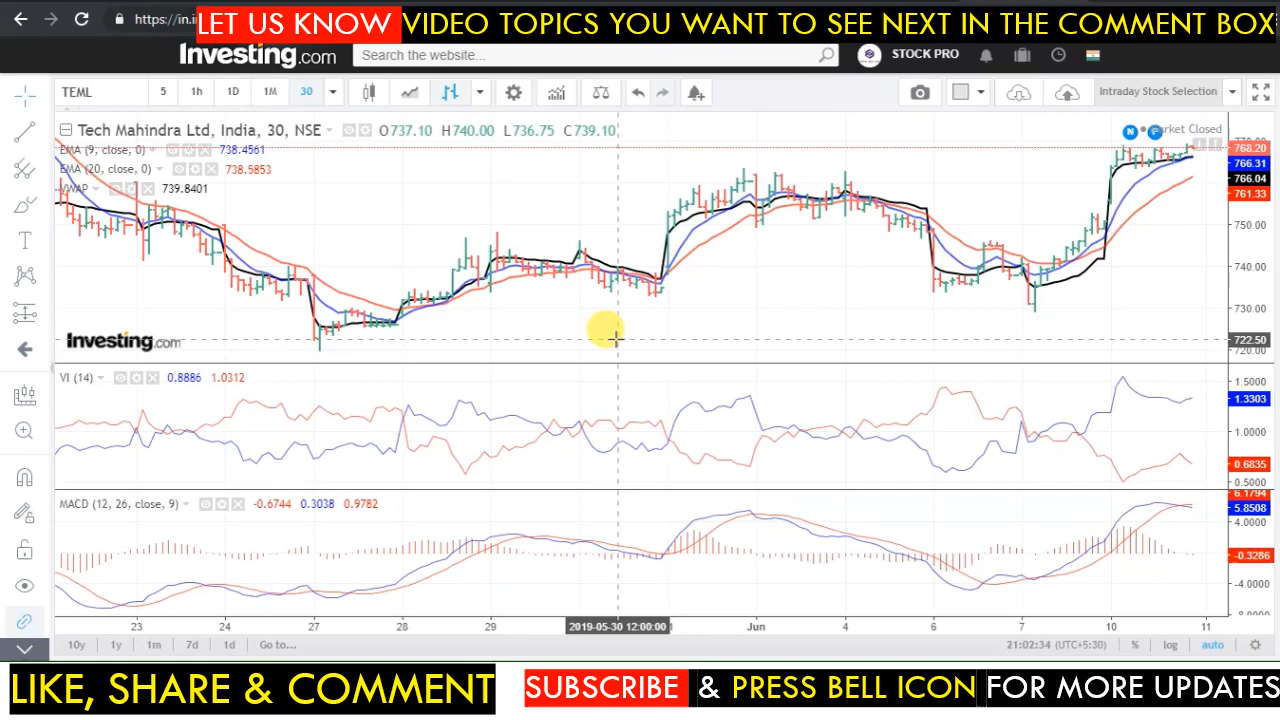 https://in.in
LET US KNOW VIDEO TOPICS YOU WANT TO SEE NEXT IN THE COMMENT BOX
Investing.com
Search the website...
STOCK PRO
TEML 5 1h 1D 1M 30
Intraday Stock Selection
Tech Mahindra Ltd, India, 30, NSE O737.10 H740.00 L736.75 C739.10
Market Closed
N P
EMA (9, close, 0) 738.4561
EMA (20, close, 0) 738.5853
VWAP 739.8401
768.20
766.31
766.04
761.33
750.00
740.00
730.00
722.50
720.00
Investing.com
VI (14) 0.8886 1.0312
1.5000
1.3303
1.0000
0.6835
0.5000
MACD (12, 26, close, 9) -0.6744 0.3038 0.9782
6.1794
5.8508
4.0000
-0.3286
-4.0000
23 24 27 28 29 2019-05-30 12:00:00 Jun 4 6 7 10 11
10y 1y 1m 7d 1d Go to...
21:02:34 (UTC+5:30) % log auto
LIKE, SHARE & COMMENT
SUBSCRIBE & PRESS BELL ICON FOR MORE UPDATES